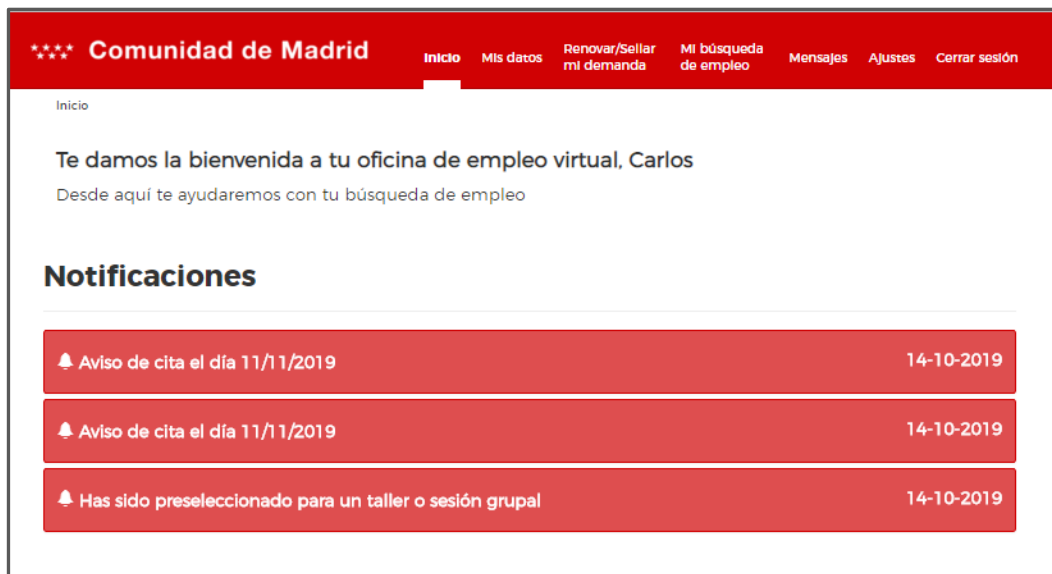 Comunidad de Madrid
Inicio
Mis datos
Renovar/Sellar
mi demanda
Mi búsqueda
de empleo
Mensajes
Ajustes
Cerrar sesión
Inicio
Te damos la bienvenida a tu oficina de empleo virtual, Carlos
Desde aquí te ayudaremos con tu búsqueda de empleo
Notificaciones
Aviso de cita el día 11/11/2019 14-10-2019
Aviso de cita el día 11/11/2019 14-10-2019
Has sido preseleccionado para un taller o sesión grupal 14-10-2019